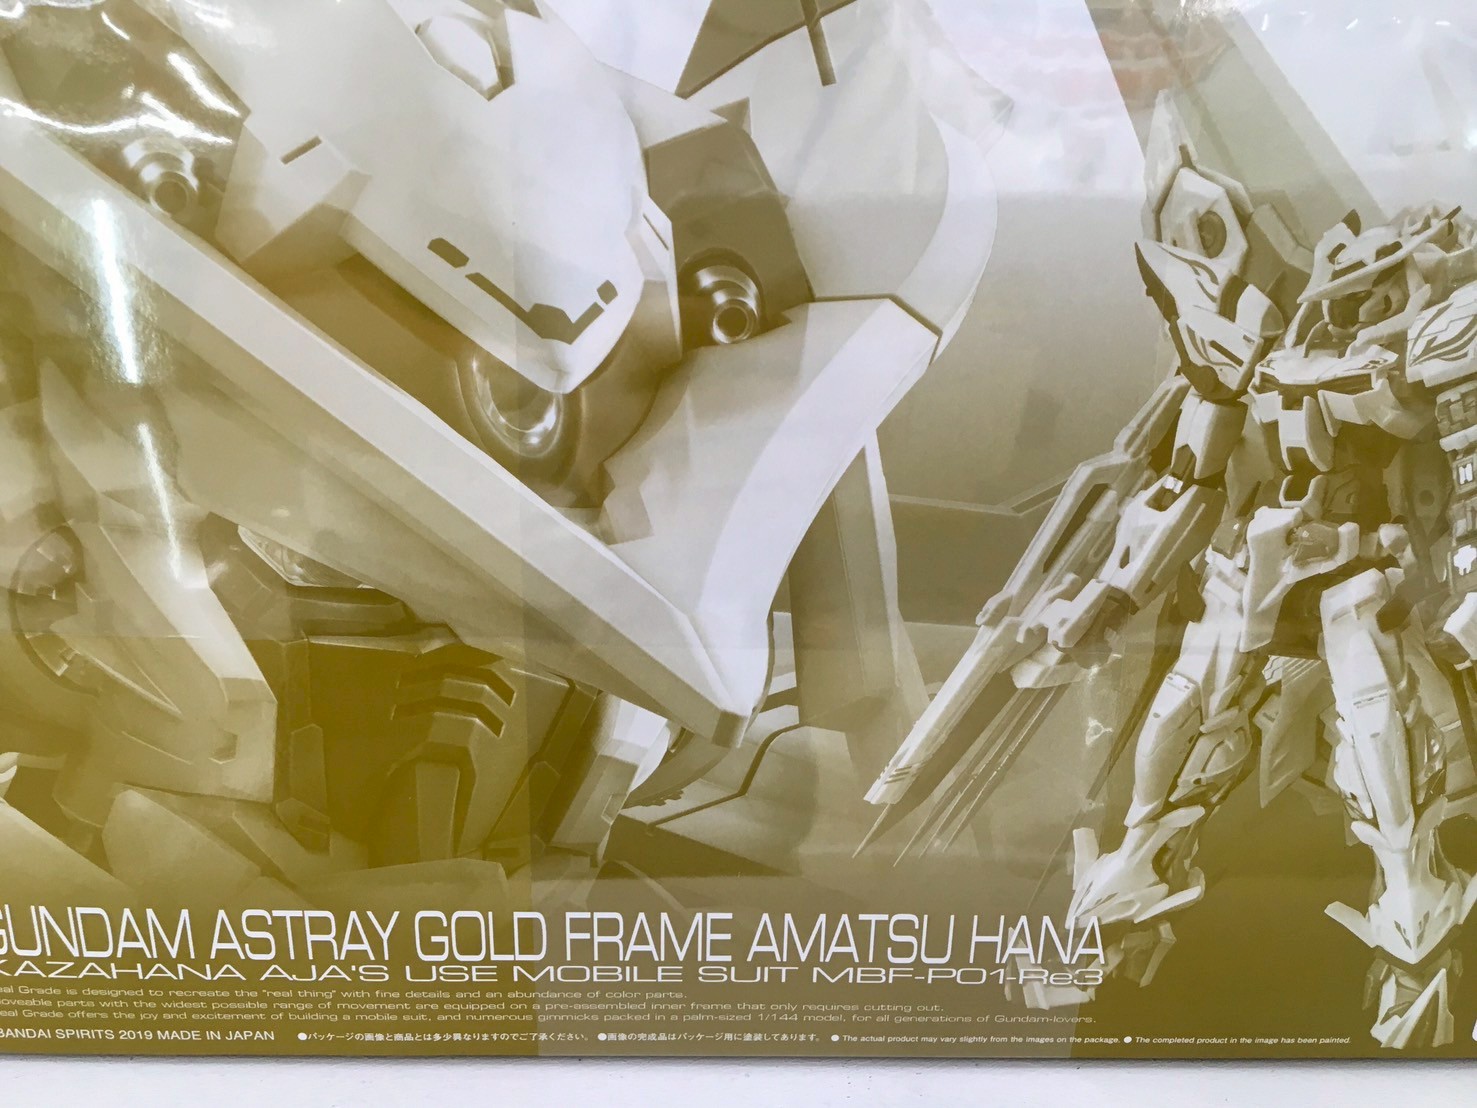 GUNDAM ASTRAY GOLD FRAME AMATSU HANA
KAZAHANA AJA'S USE MOBILE SUIT MBF-P01-Re3
eal Grade is designed to recreate the "real thing" with fine details and an abundance of color parts.
oveable parts with the widest possible range of movement are equipped on a pre-assembled inner frame that only requires cutting out.
eal Grade offers the joy and excitement of building a mobile suit, and numerous gimmicks packed in a palm-sized 1/144 model, for all generations of Gundam-lovers.
BANDAI SPIRITS 2019 MADE IN JAPAN ●パッケージの画像と商品とは多少異なりますのでご了承ください。 ●画像の完成品はパッケージ用に塗装してあります。 ● The actual product may vary slightly from the images on the package. ● The completed product in the image has been painted.